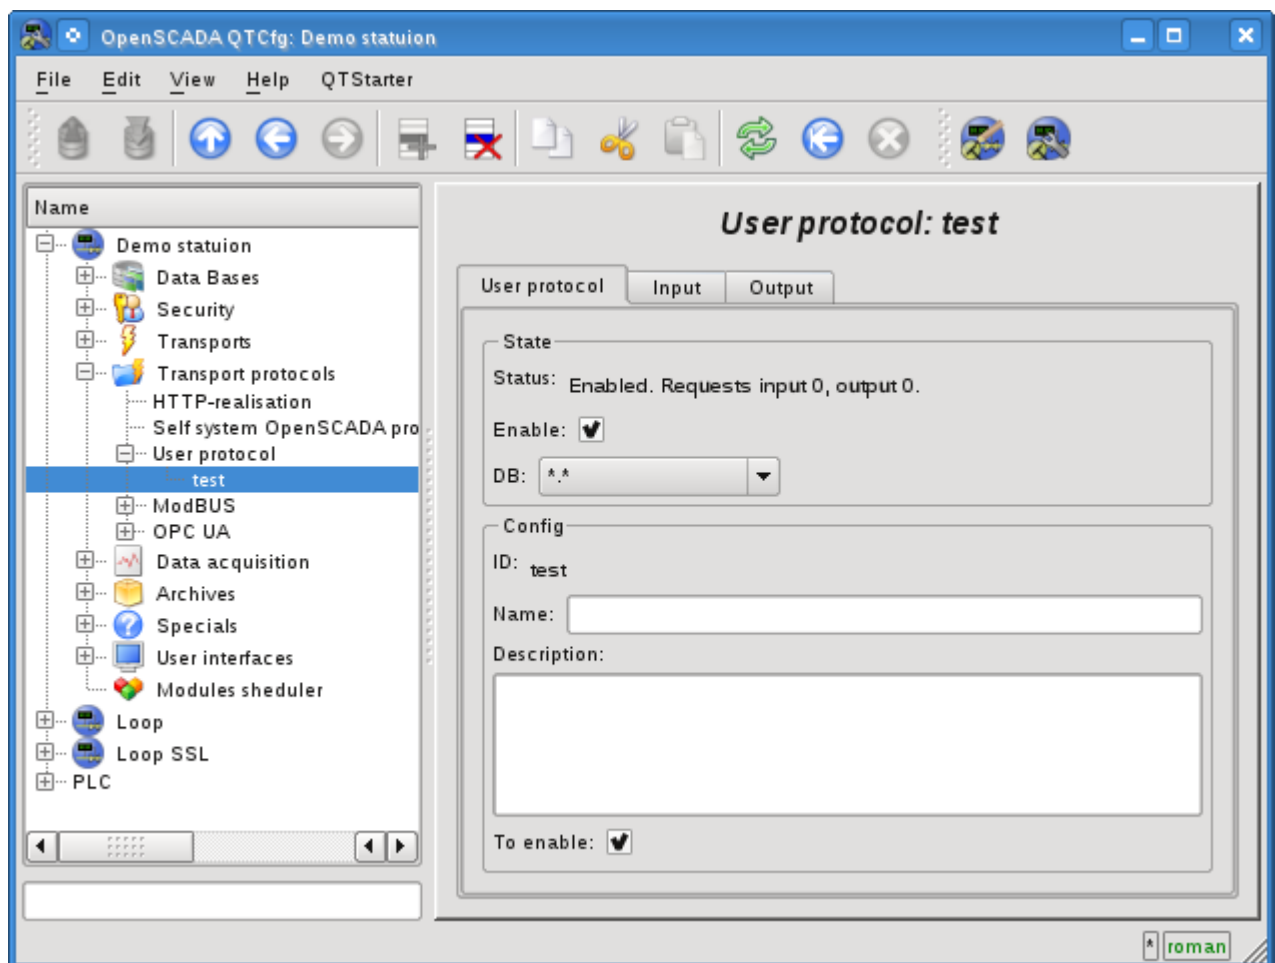 OpenSCADA QTCfg: Demo statuion
File Edit View Help QTStarter
Name
Demo statuion
Data Bases
Security
Transports
Transport protocols
HTTP-realisation
Self system OpenSCADA pro
User protocol
test
ModBUS
OPC UA
Data acquisition
Archives
Specials
User interfaces
Modules sheduler
Loop
Loop SSL
PLC
User protocol: test
User protocol Input Output
State
Status: Enabled. Requests input 0, output 0.
Enable:
DB: *.*
Config
ID: test
Name:
Description:
To enable:
* roman